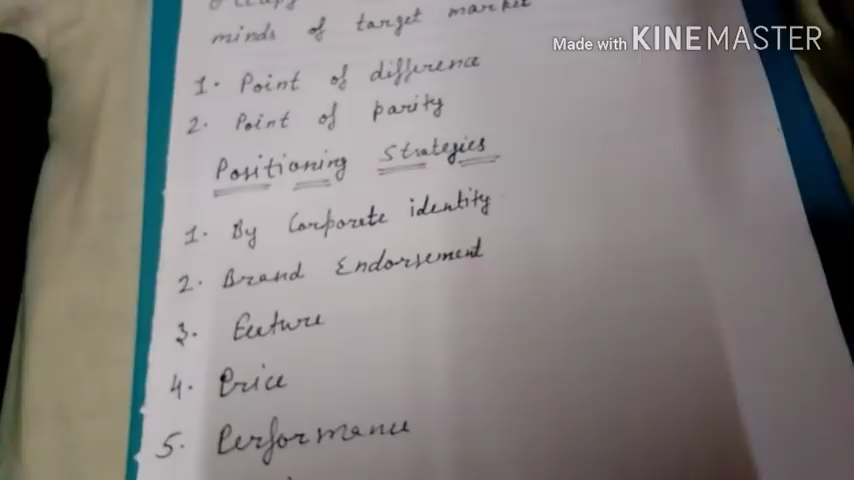 minds of target market
Made with KINEMASTER
1. Point of difference
2. Point of parity
Positioning Strategies
1. By Corporate identity
2. Brand Endorsement
3. Feature
4. Price
5. Performance